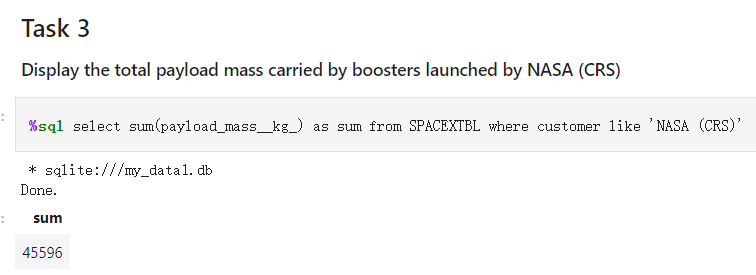 Task 3
Display the total payload mass carried by boosters launched by NASA (CRS)
%sql select sum(payload_mass__kg_) as sum from SPACEXTBL where customer like 'NASA (CRS)'
* sqlite:///my_data1.db
Done.
sum
45596